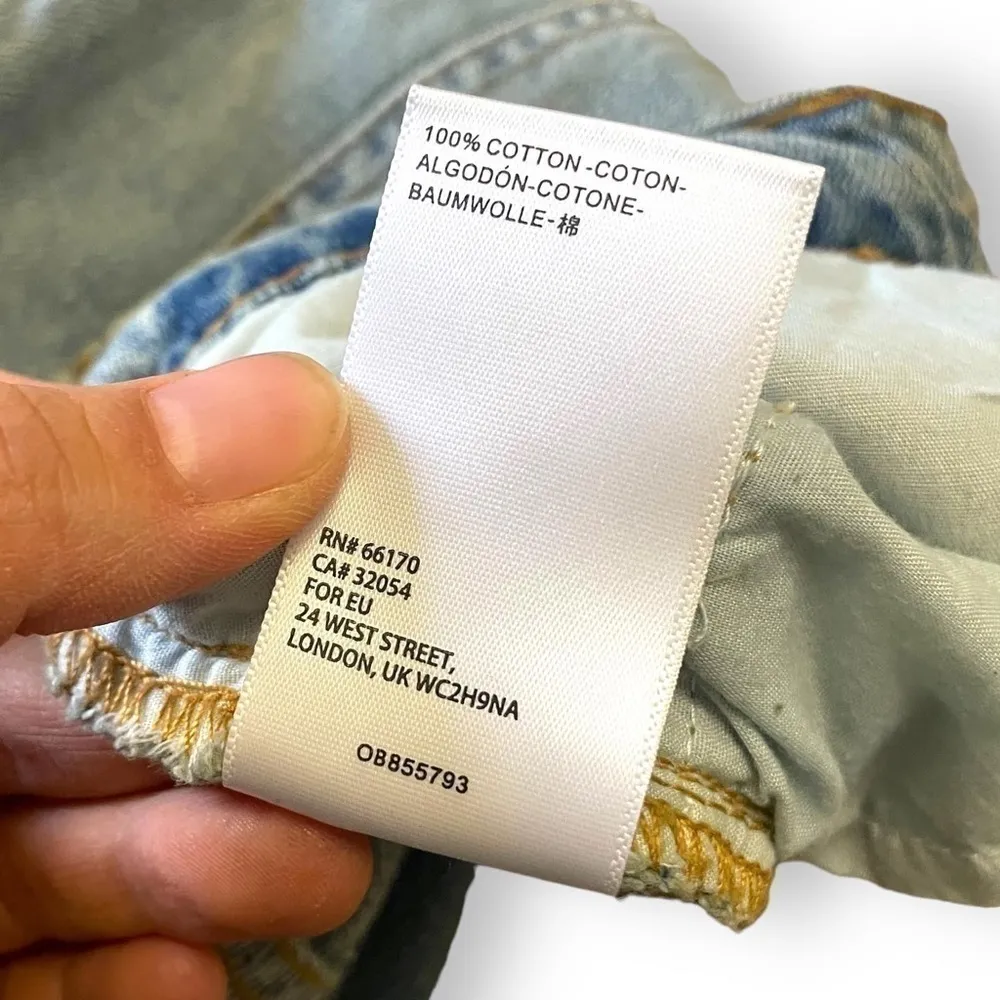 100% COTTON -COTON-
ALGODÓN-COTONE-
BAUMWOLLE-棉
RN# 66170
CA# 32054
FOR EU
24 WEST STREET,
LONDON, UK WC2H9NA
OB855793